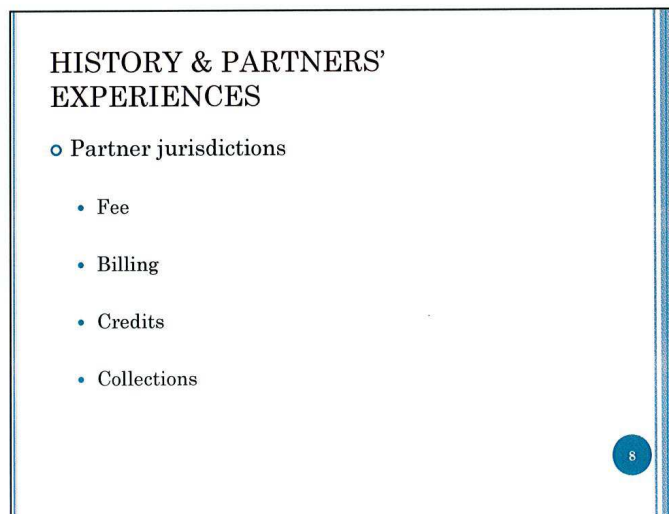 HISTORY & PARTNERS'
EXPERIENCES
Partner jurisdictions
Fee
Billing
Credits
Collections
8